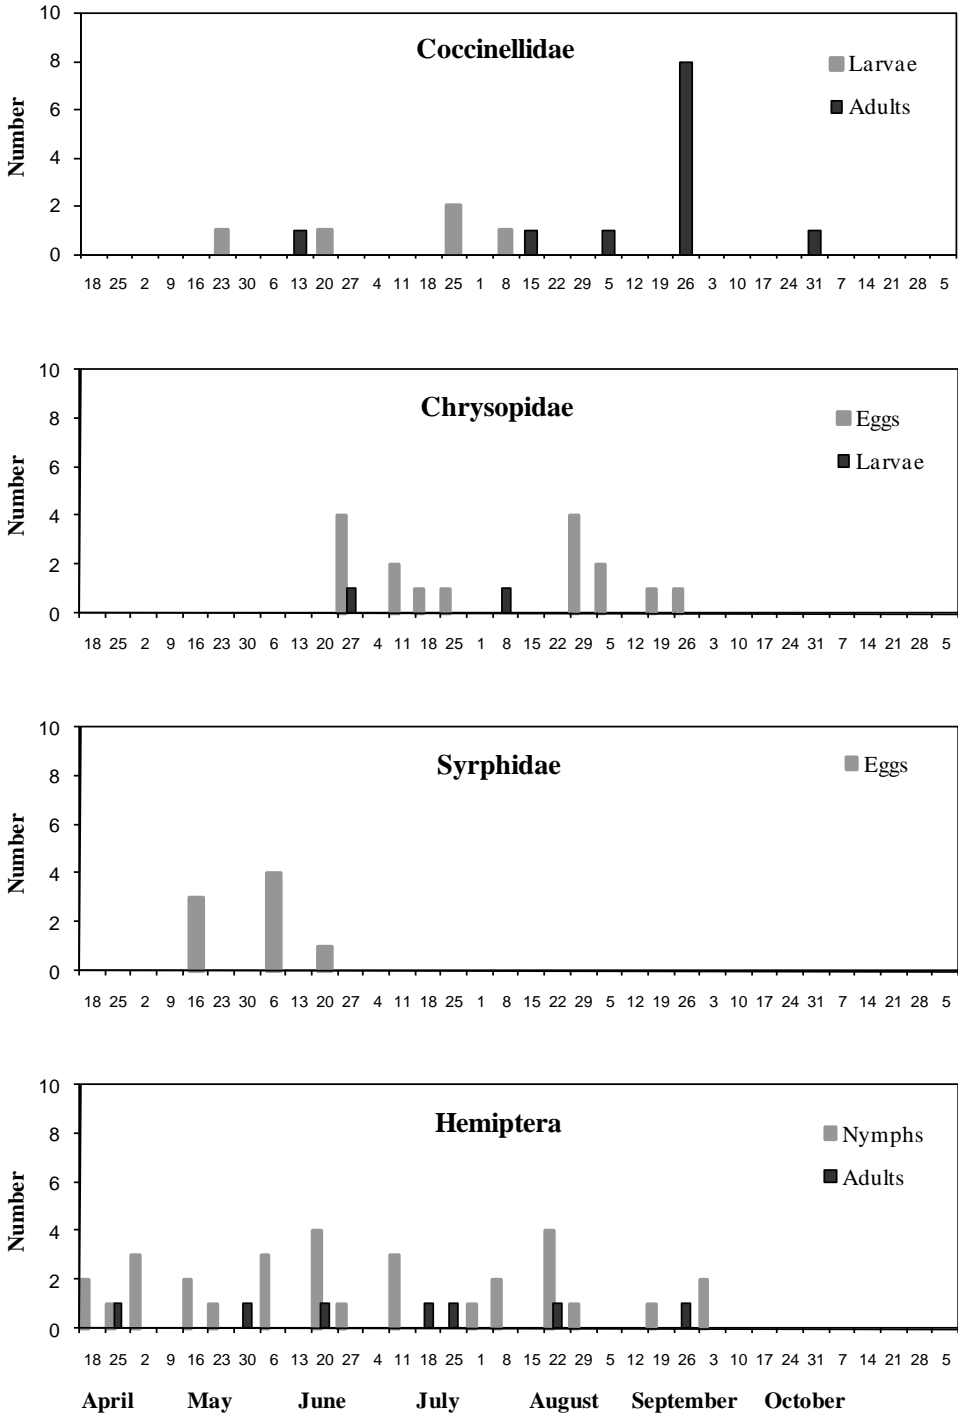 Coccinellidae
Larvae
Adults
Number
10
8
6
4
2
0
18 25 2 9 16 23 30 6 13 20 27 4 11 18 25 1 8 15 22 29 5 12 19 26 3 10 17 24 31 7 14 21 28 5
Chrysopidae
Eggs
Larvae
Number
10
8
6
4
2
0
18 25 2 9 16 23 30 6 13 20 27 4 11 18 25 1 8 15 22 29 5 12 19 26 3 10 17 24 31 7 14 21 28 5
Syrphidae
Eggs
Number
10
8
6
4
2
0
18 25 2 9 16 23 30 6 13 20 27 4 11 18 25 1 8 15 22 29 5 12 19 26 3 10 17 24 31 7 14 21 28 5
Hemiptera
Nymphs
Adults
Number
10
8
6
4
2
0
18 25 2 9 16 23 30 6 13 20 27 4 11 18 25 1 8 15 22 29 5 12 19 26 3 10 17 24 31 7 14 21 28 5
April May June July August September October